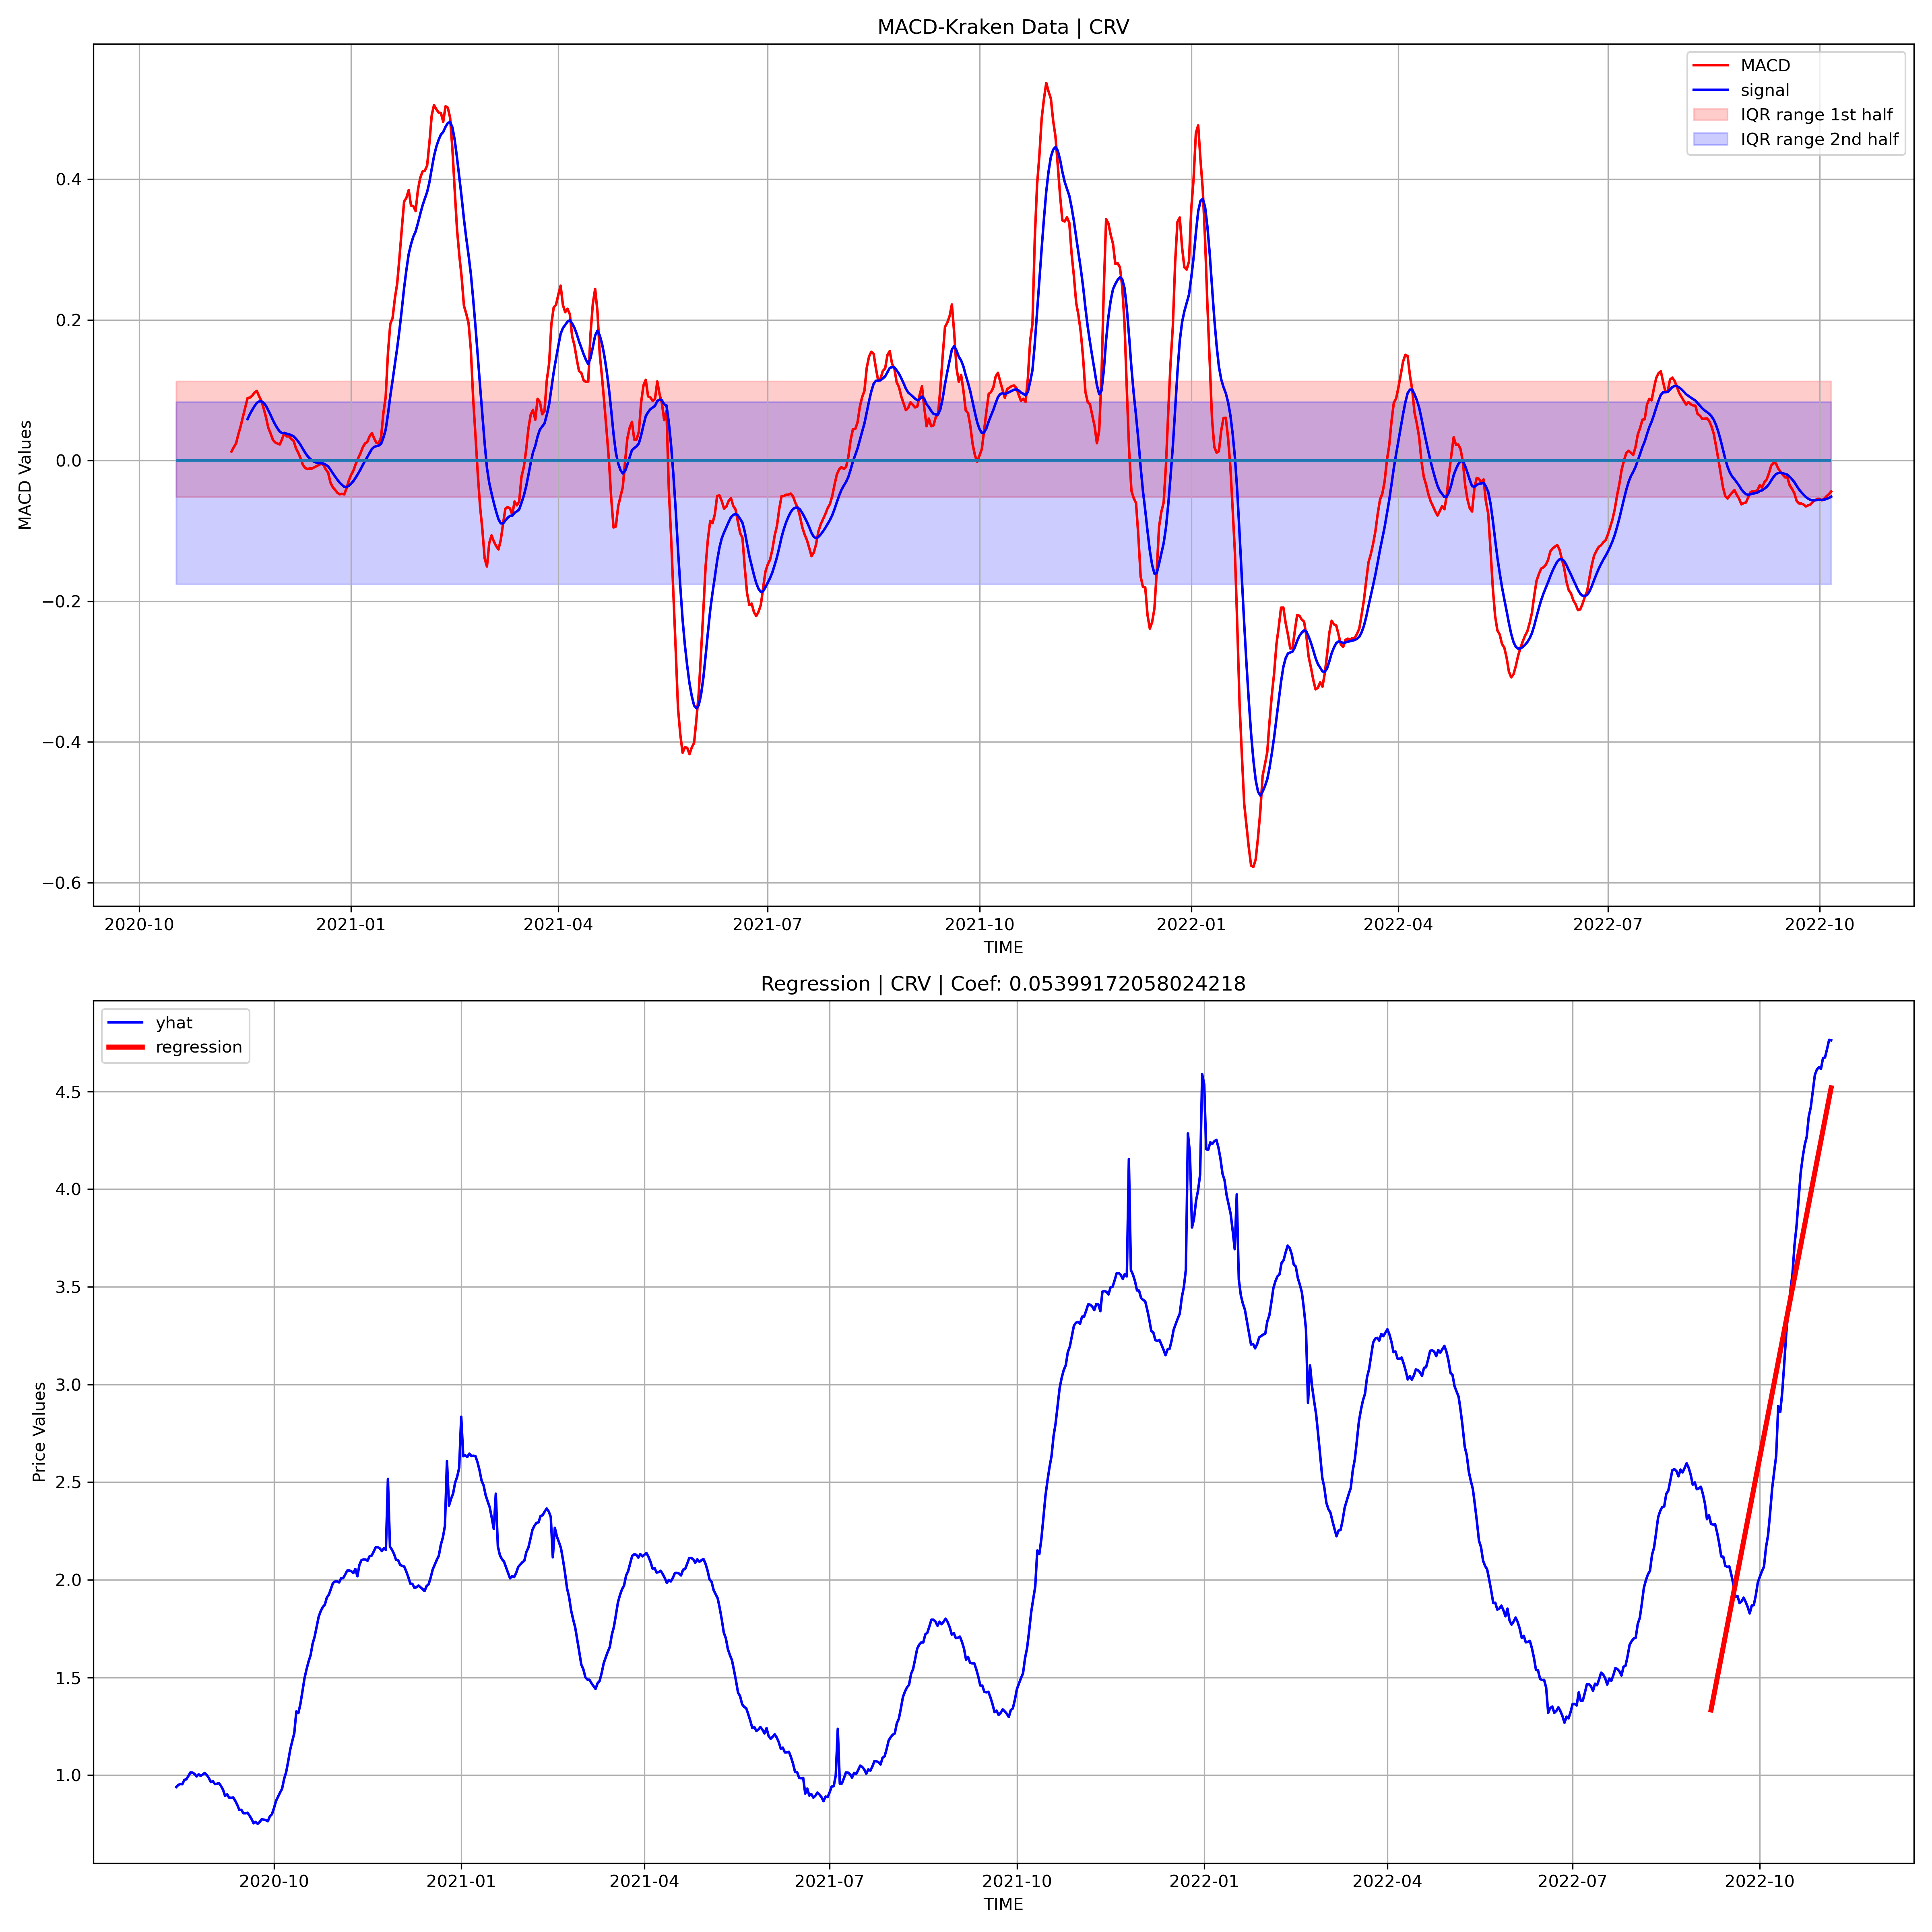 MACD-Kraken Data | CRV
MACD
signal
IQR range 1st half
IQR range 2nd half
MACD Values
0.4
0.2
0.0
−0.2
−0.4
−0.6
2020-10 2021-01 2021-04 2021-07 2021-10 2022-01 2022-04 2022-07 2022-10
TIME
Regression | CRV | Coef: 0.05399172058024218
yhat
regression
Price Values
4.5
4.0
3.5
3.0
2.5
2.0
1.5
1.0
2020-10 2021-01 2021-04 2021-07 2021-10 2022-01 2022-04 2022-07 2022-10
TIME